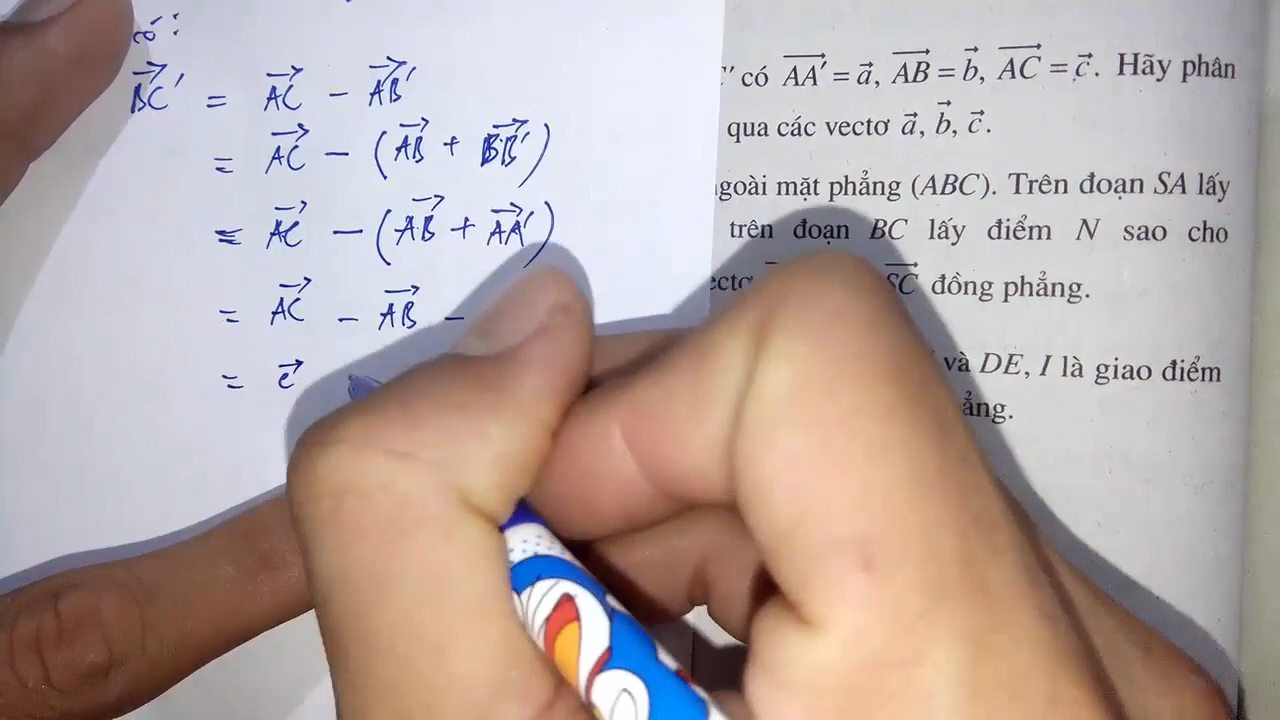 có:
BC⃗' = AC⃗ - AB⃗'
= AC⃗ - (AB⃗ + BB⃗')
= AC⃗ - (AB⃗ + AA⃗')
= AC⃗ - AB⃗ -
= c⃗
' có AA'⃗ = a⃗, AB⃗ = b⃗, AC⃗ = c⃗. Hãy phân
qua các vectơ a⃗, b⃗, c⃗.
ngoài mặt phẳng (ABC). Trên đoạn SA lấy
trên đoạn BC lấy điểm N sao cho
SC⃗ đồng phẳng.
và DE, I là giao điểm